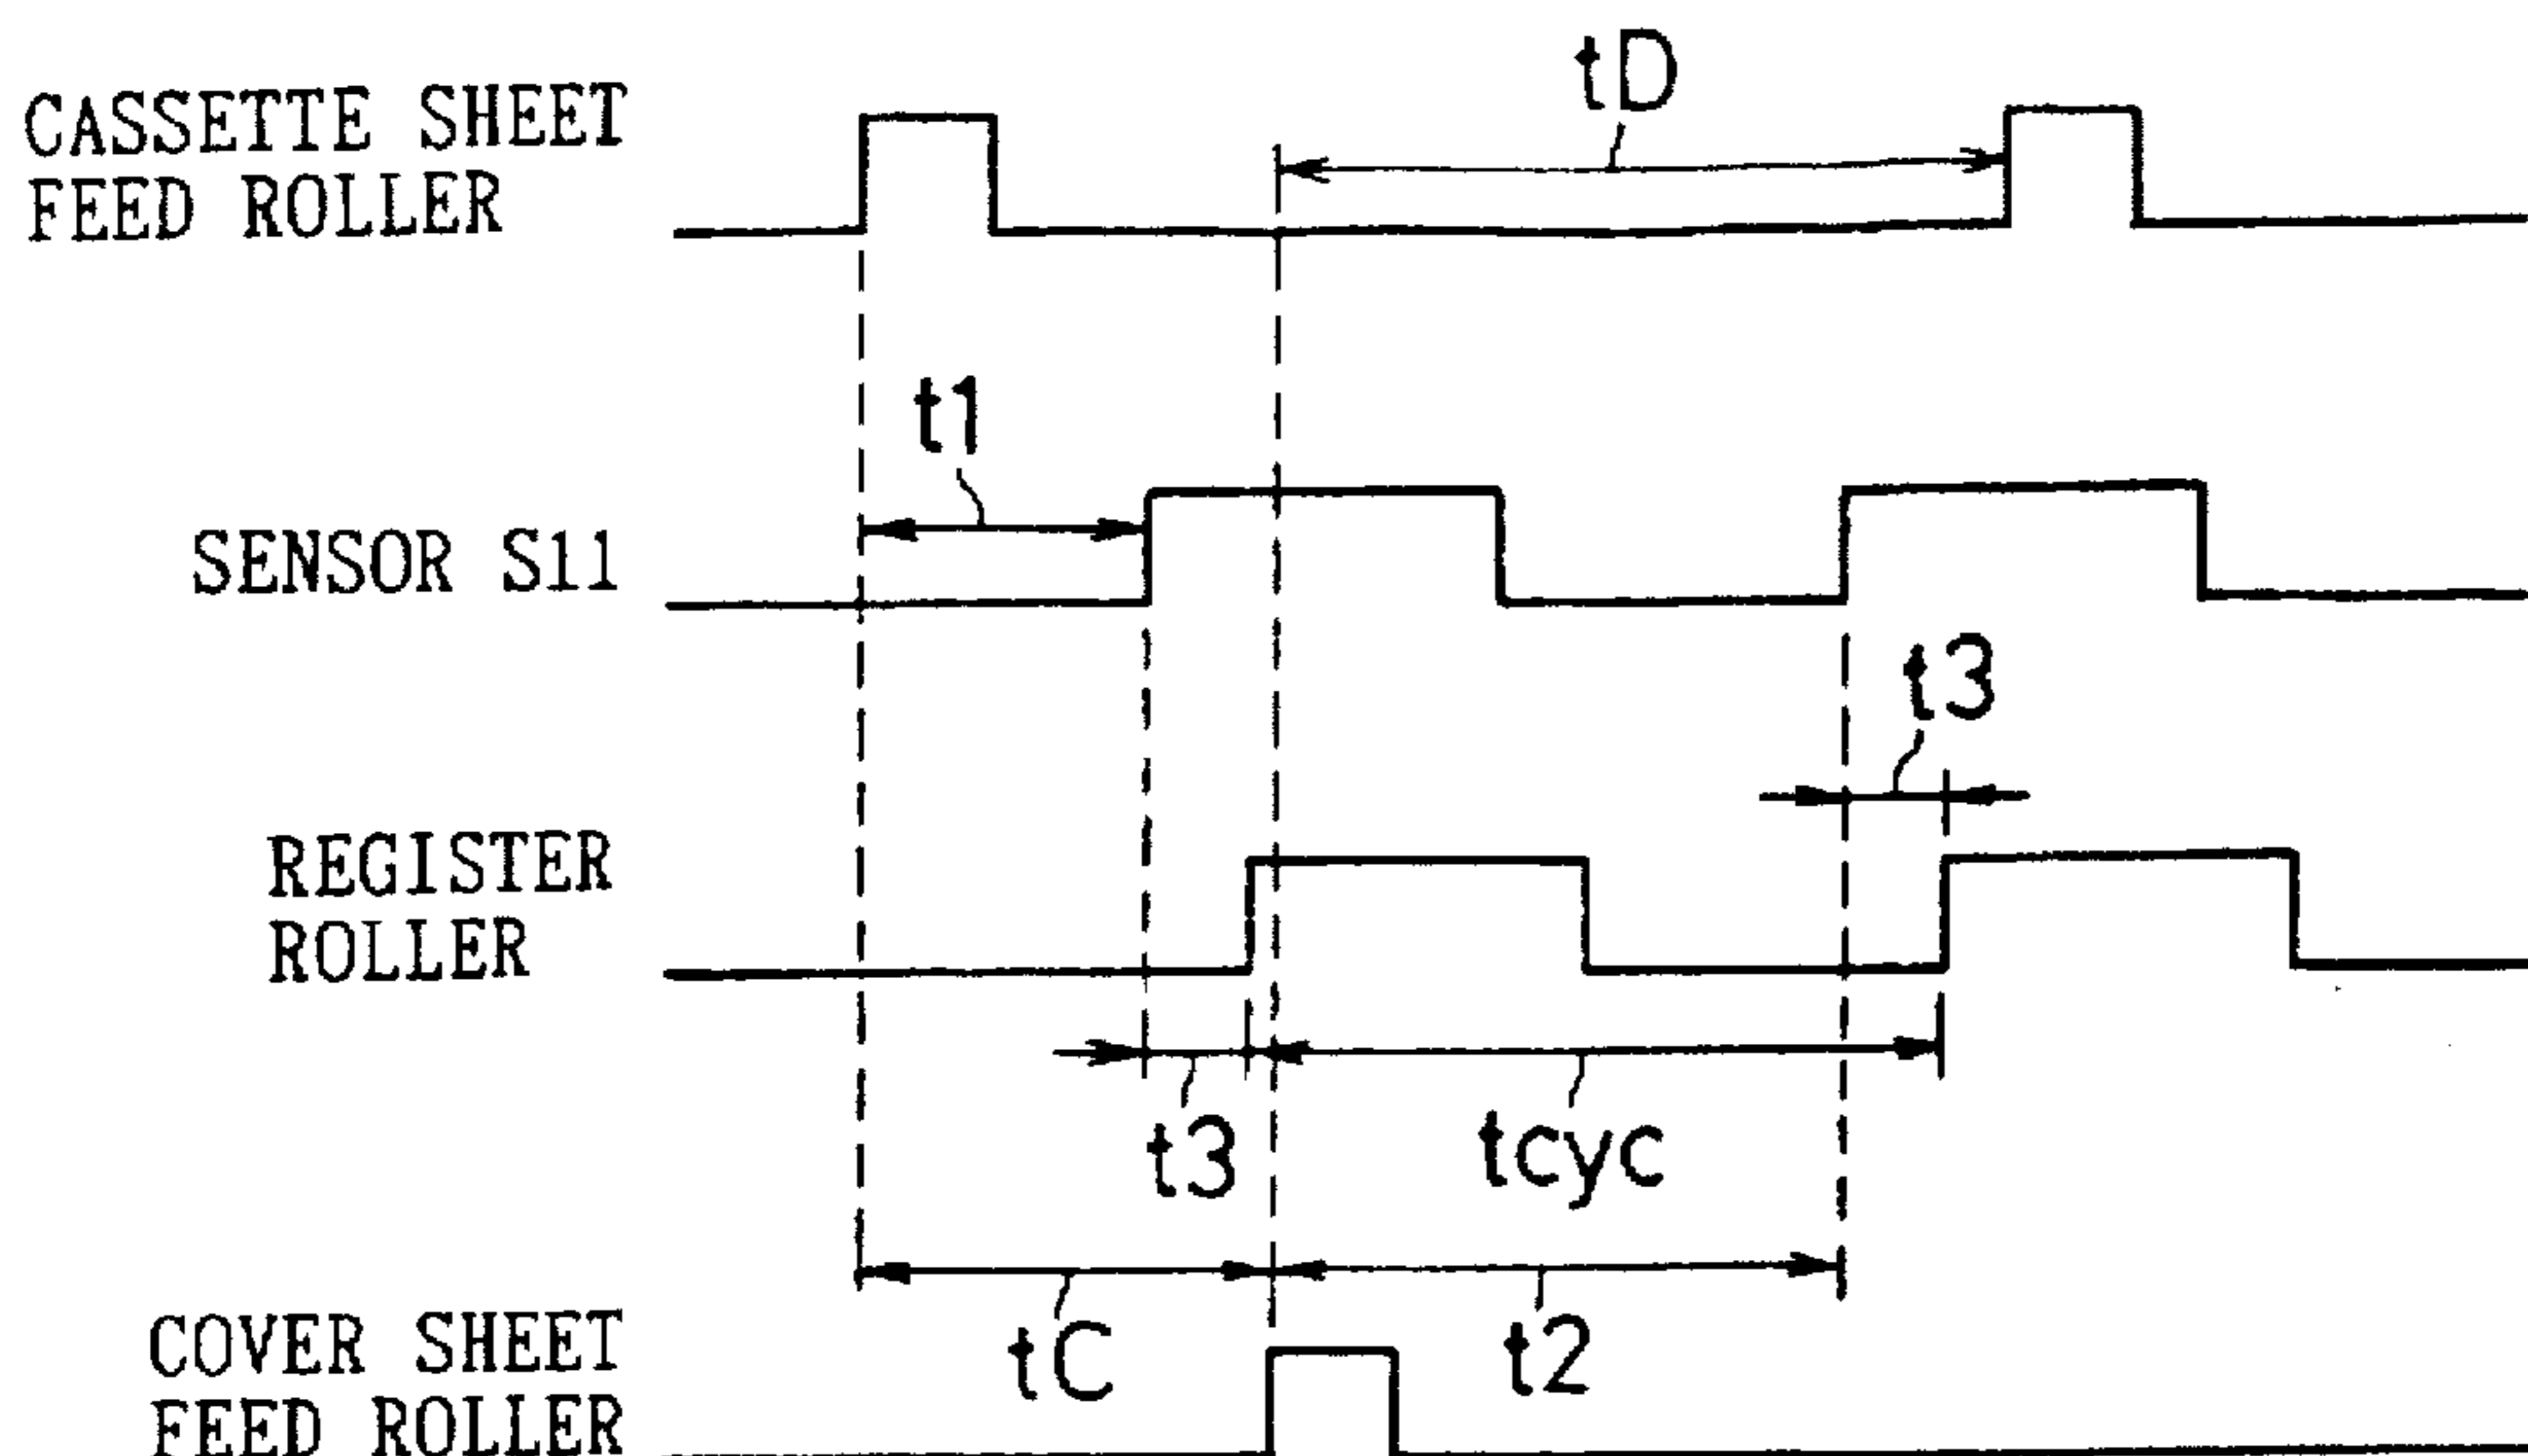 tD
CASSETTE SHEET
FEED ROLLER
t1
SENSOR S11
t3
REGISTER
ROLLER
t3
tcyc
tC
t2
COVER SHEET
FEED ROLLER